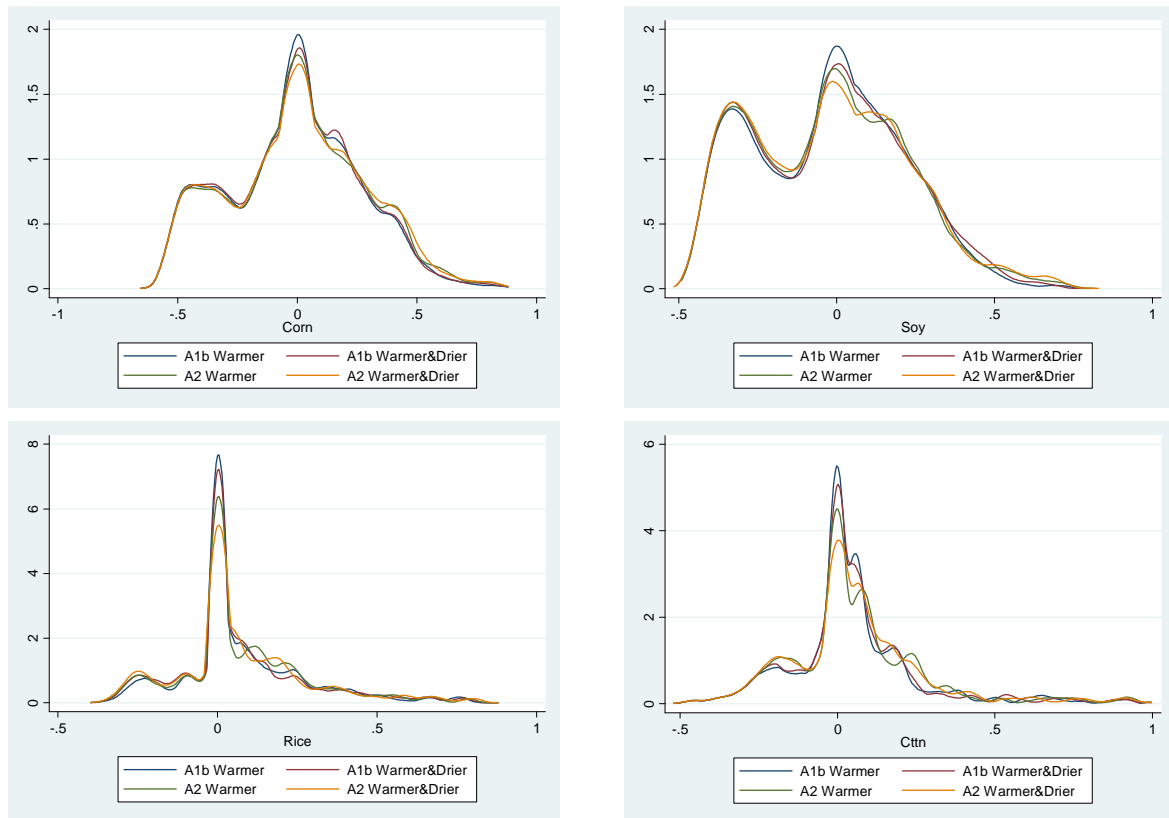 2
1.5
1
.5
0
-1 -.5 0 .5 1
Corn
A1b Warmer A1b Warmer&Drier
A2 Warmer A2 Warmer&Drier
2
1.5
1
.5
0
-.5 0 .5 1
Soy
A1b Warmer A1b Warmer&Drier
A2 Warmer A2 Warmer&Drier
8
6
4
2
0
-.5 0 .5 1
Rice
A1b Warmer A1b Warmer&Drier
A2 Warmer A2 Warmer&Drier
6
4
2
0
-.5 0 .5 1
Cttn
A1b Warmer A1b Warmer&Drier
A2 Warmer A2 Warmer&Drier